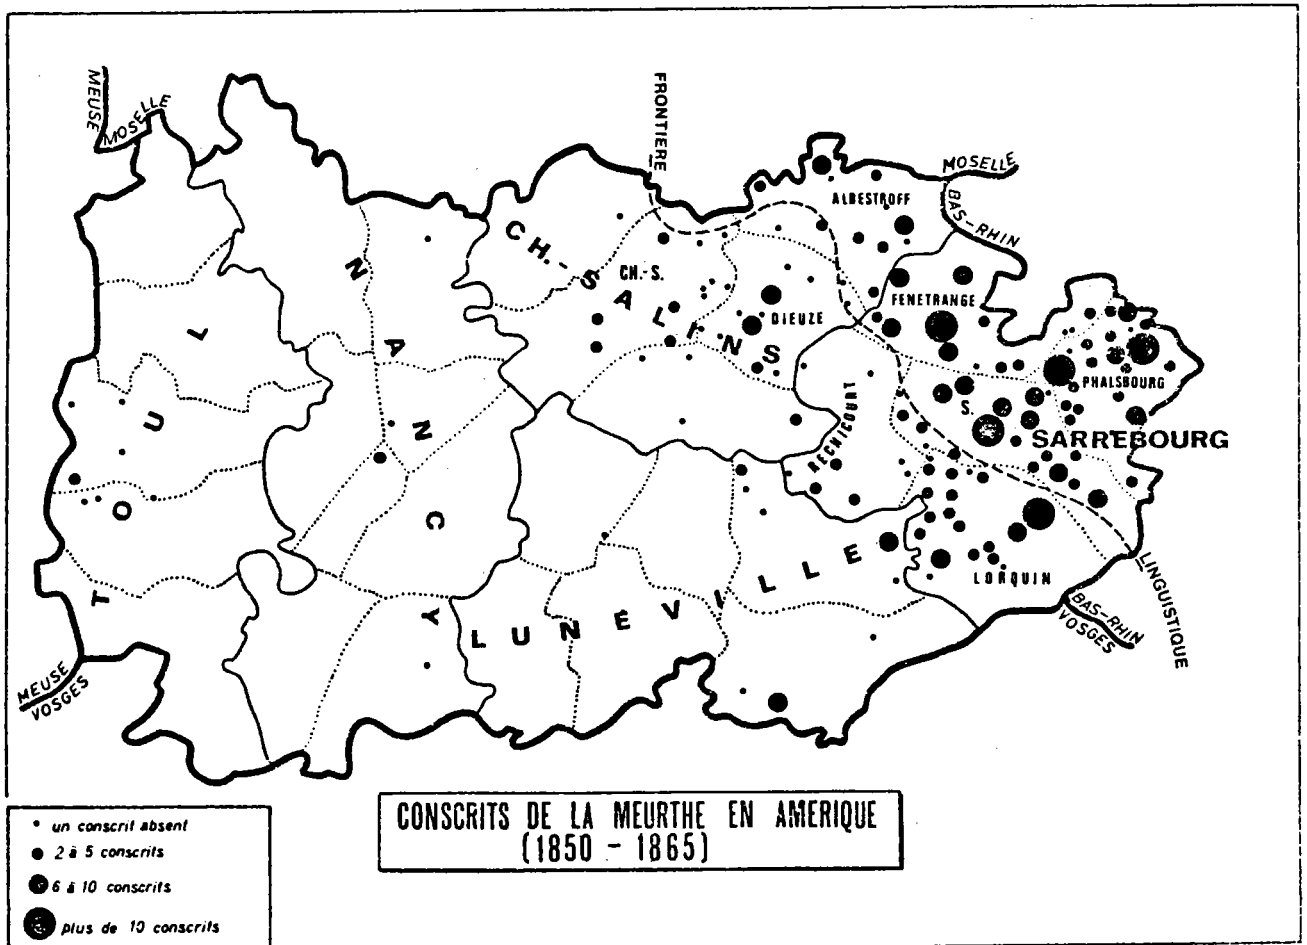 MEUSE
MOSELLE
FRONTIERE
MOSELLE
BAS-RHIN
ALBESTROFF
CH.-SALINS
CH.-S.
FENETRANGE
DIEUZE
NANCY
TOUL
PHALSBOURG
S.
SARREBOURG
RECHICOURT
LUNÉVILLE
LORQUIN
LINGUISTIQUE
BAS-RHIN
VOSGES
MEUSE
VOSGES
CONSCRITS DE LA MEURTHE EN AMERIQUE
(1850 - 1865)
un conscrit absent
2 à 5 conscrits
6 à 10 conscrits
plus de 10 conscrits